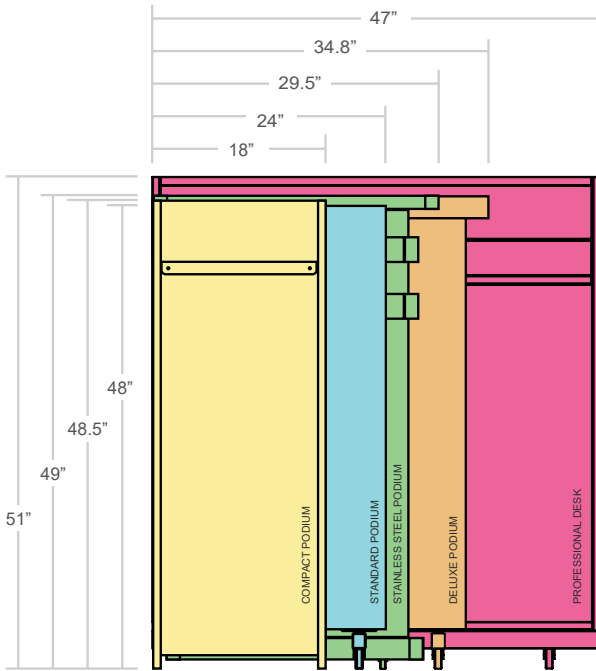 47”
34.8”
29.5”
24”
18”
48”
48.5”
49”
51”
COMPACT PODIUM
STANDARD PODIUM
STAINLESS STEEL PODIUM
DELUXE PODIUM
PROFESSIONAL DESK